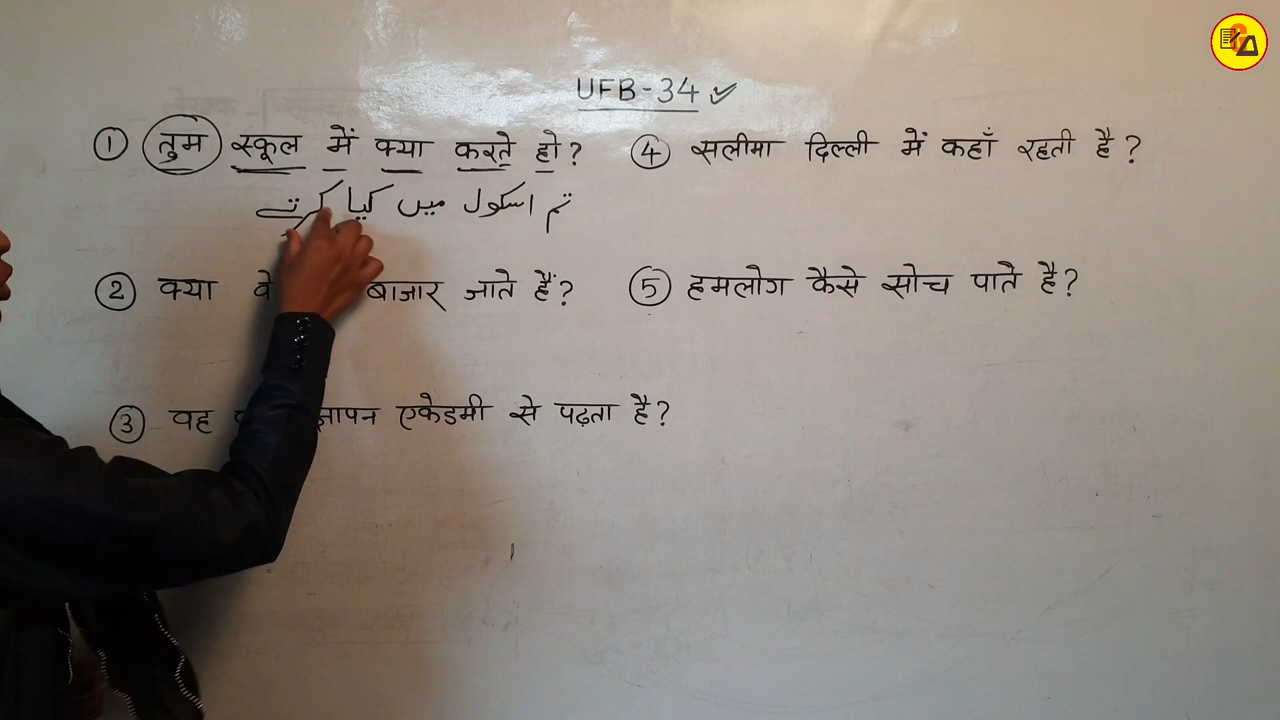 UFB-34
① तुम स्कूल में क्या करते हो?
تم اسکول میں کیا کرتے
② क्या वे बाजार जाते हैं?
③ वह एकेडमी से पढ़ता है?
④ सलीमा दिल्ली में कहाँ रहती है?
⑤ हमलोग कैसे सोच पाते है?